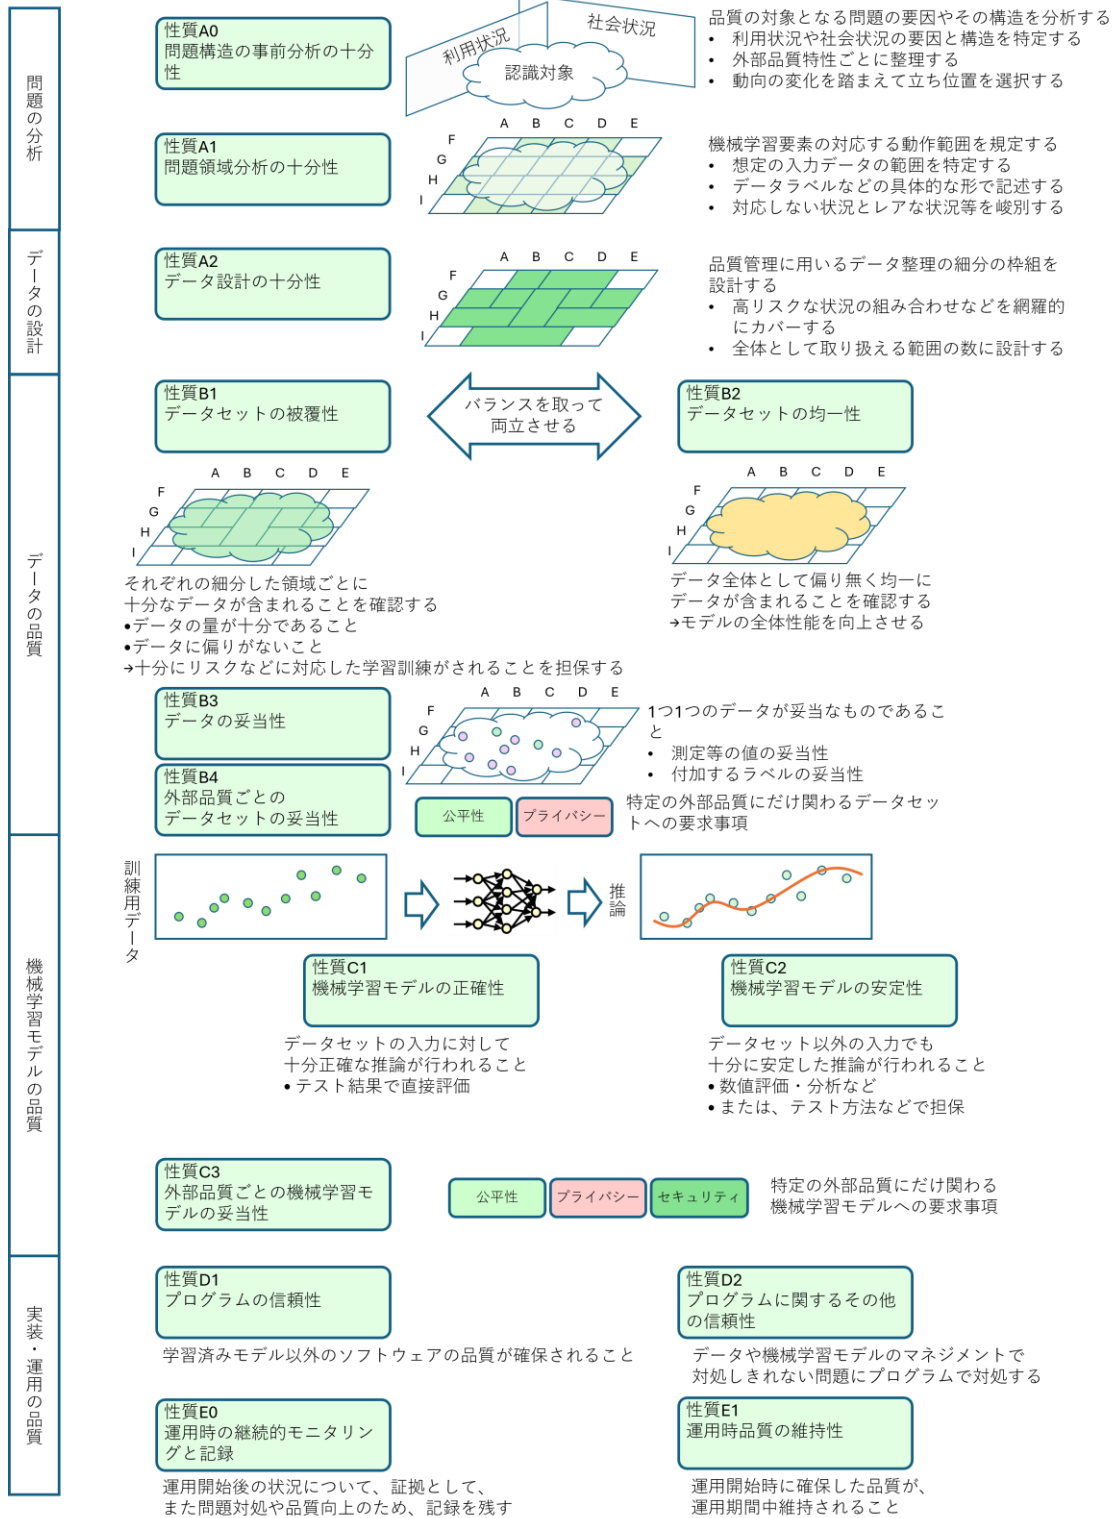 問題の分析
性質A0
問題構造の事前分析の十分
性
利用状況
社会状況
認識対象
品質の対象となる問題の要因やその構造を分析する
• 利用状況や社会状況の要因と構造を特定する
• 外部品質特性ごとに整理する
• 動向の変化を踏まえて立ち位置を選択する
性質A1
問題領域分析の十分性
A B C D E
F
G
H
I
機械学習要素の対応する動作範囲を規定する
• 想定の入力データの範囲を特定する
• データラベルなどの具体的な形で記述する
• 対応しない状況とレアな状況等を峻別する
データの設計
性質A2
データ設計の十分性
A B C D E
F
G
H
I
品質管理に用いるデータ整理の細分の枠組を
設計する
• 高リスクな状況の組み合わせなどを網羅的
にカバーする
• 全体として取り扱える範囲の数に設計する
データの品質
性質B1
データセットの被覆性
バランスを取って
両立させる
性質B2
データセットの均一性
A B C D E
F
G
H
I
A B C D E
F
G
H
I
それぞれの細分した領域ごとに
十分なデータが含まれることを確認する
•データの量が十分であること
•データに偏りがないこと
→十分にリスクなどに対応した学習訓練がされることを担保する
データ全体として偏り無く均一に
データが含まれることを確認する
→モデルの全体性能を向上させる
性質B3
データの妥当性
A B C D E
F
G
H
I
1つ1つのデータが妥当なものであるこ
と
• 測定等の値の妥当性
• 付加するラベルの妥当性
性質B4
外部品質ごとの
データセットの妥当性
公平性
プライバシー
特定の外部品質にだけ関わるデータセッ
トへの要求事項
機械学習モデルの品質
訓練用データ
推論
性質C1
機械学習モデルの正確性
性質C2
機械学習モデルの安定性
データセットの入力に対して
十分正確な推論が行われること
• テスト結果で直接評価
データセット以外の入力でも
十分に安定した推論が行われること
• 数値評価・分析など
• または、テスト方法などで担保
性質C3
外部品質ごとの機械学習モ
デルの妥当性
公平性
プライバシー
セキュリティ
特定の外部品質にだけ関わる
機械学習モデルへの要求事項
実装・運用の品質
性質D1
プログラムの信頼性
性質D2
プログラムに関するその他
の信頼性
学習済みモデル以外のソフトウェアの品質が確保されること
データや機械学習モデルのマネジメントで
対処しきれない問題にプログラムで対処する
性質E0
運用時の継続的モニタリン
グと記録
性質E1
運用時品質の維持性
運用開始後の状況について、証拠として、
また問題対処や品質向上のため、記録を残す
運用開始時に確保した品質が、
運用期間中維持されること